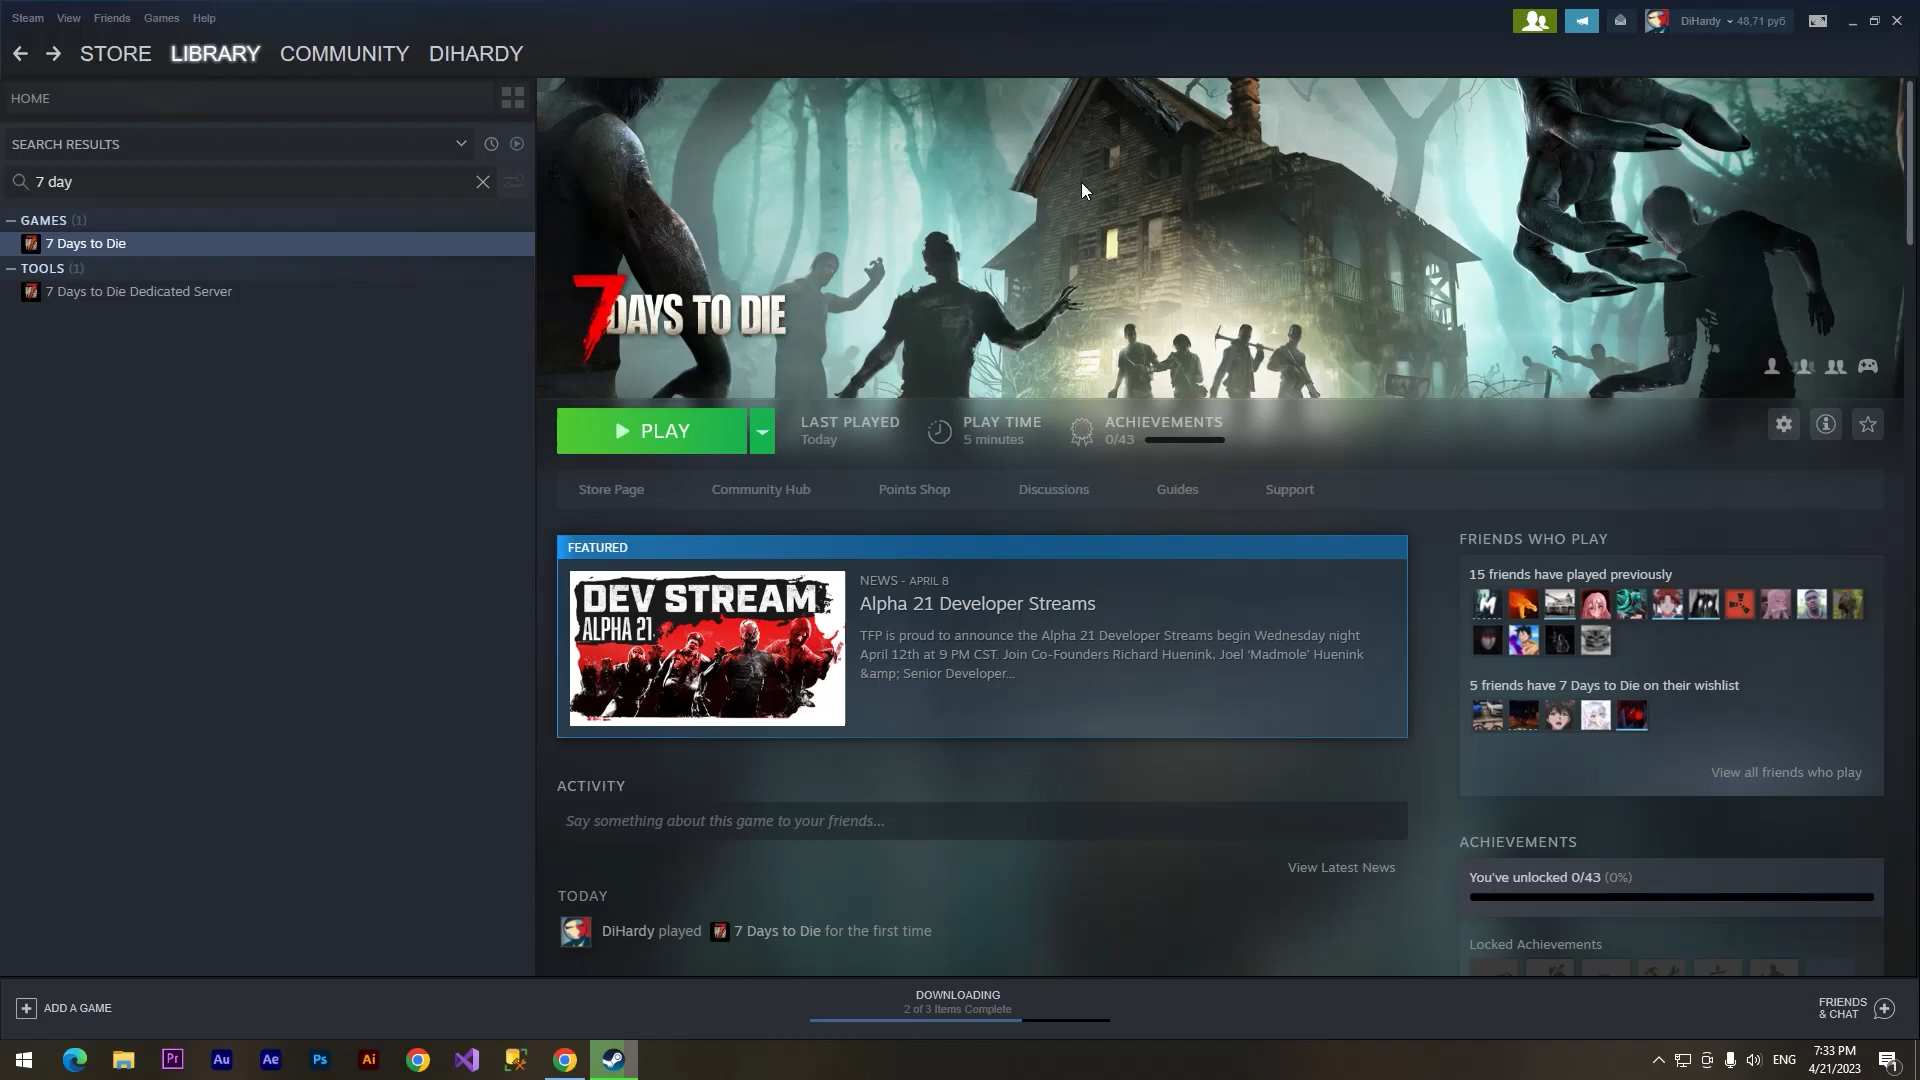 Steam View Friends Games Help
DiHardy 48,71 руб
STORE LIBRARY COMMUNITY DIHARDY
HOME
SEARCH RESULTS
7 day
GAMES (1)
7 Days to Die
TOOLS (1)
7 Days to Die Dedicated Server
7 DAYS TO DIE
PLAY
LAST PLAYED
Today
PLAY TIME
5 minutes
ACHIEVEMENTS
0/43
Store Page Community Hub Points Shop Discussions Guides Support
FEATURED
DEV STREAM
ALPHA 21
NEWS - APRIL 8
Alpha 21 Developer Streams
TFP is proud to announce the Alpha 21 Developer Streams begin Wednesday night
April 12th at 9 PM CST. Join Co-Founders Richard Huenink, Joel ‘Madmole’ Huenink
&amp; Senior Developer...
ACTIVITY
Say something about this game to your friends...
View Latest News
TODAY
DiHardy played 7 Days to Die for the first time
FRIENDS WHO PLAY
15 friends have played previously
5 friends have 7 Days to Die on their wishlist
View all friends who play
ACHIEVEMENTS
You've unlocked 0/43 (0%)
Locked Achievements
ADD A GAME
DOWNLOADING
2 of 3 Items Complete
FRIENDS
& CHAT
Pr Au Ae Ps Ai
ENG
7:33 PM
4/21/2023
1